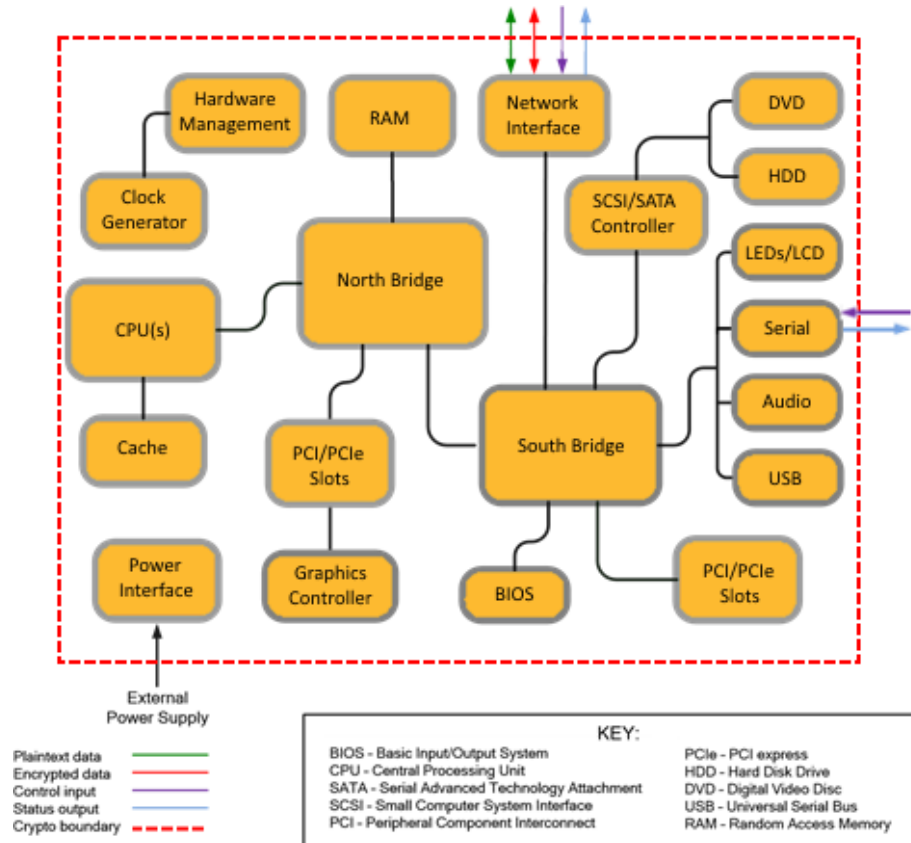 Hardware
Management
RAM
Network
Interface
DVD
HDD
Clock
Generator
SCSI/SATA
Controller
LEDs/LCD
North Bridge
CPU(s)
Serial
Audio
Cache
PCI/PCIe
Slots
South Bridge
USB
Power
Interface
Graphics
Controller
BIOS
PCI/PCIe
Slots
External
Power Supply
Plaintext data
Encrypted data
Control input
Status output
Crypto boundary
KEY:
BIOS - Basic Input/Output System
CPU - Central Processing Unit
SATA - Serial Advanced Technology Attachment
SCSI - Small Computer System Interface
PCI - Peripheral Component Interconnect
PCIe - PCI express
HDD - Hard Disk Drive
DVD - Digital Video Disc
USB - Universal Serial Bus
RAM - Random Access Memory